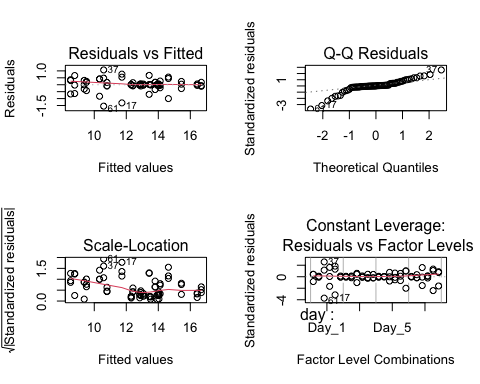 Residuals vs Fitted
Residuals
1.0
-1.5
37
61
17
10 12 14 16
Fitted values
Q-Q Residuals
Standardized residuals
1
-3
37
17
-2 -1 0 1 2
Theoretical Quantiles
Scale-Location
√|Standardized residuals|
1.5
0.0
61
37
17
10 12 14 16
Fitted values
Constant Leverage:
Residuals vs Factor Levels
Standardized residuals
0
-4
37
61
17
day :
Day_1 Day_5
Factor Level Combinations